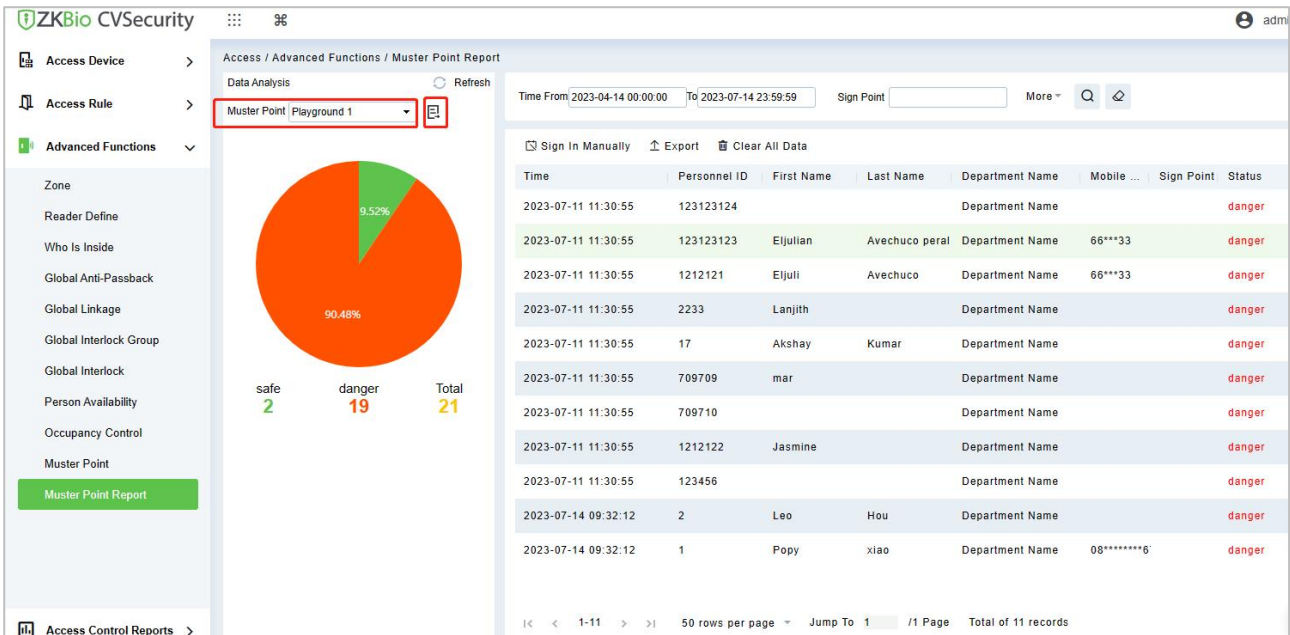 ZKBio CVSecurity
admi
Access Device
Access Rule
Advanced Functions
Zone
Reader Define
Who Is Inside
Global Anti-Passback
Global Linkage
Global Interlock Group
Global Interlock
Person Availability
Occupancy Control
Muster Point
Muster Point Report
Access Control Reports
Access / Advanced Functions / Muster Point Report
Data Analysis Refresh
Muster Point Playground 1
9.52%
90.48%
safe danger Total
2 19 21
Time From 2023-04-14 00:00:00 To 2023-07-14 23:59:59 Sign Point More
Sign In Manually Export Clear All Data
Time Personnel ID First Name Last Name Department Name Mobile ... Sign Point Status
2023-07-11 11:30:55 123123124 Department Name danger
2023-07-11 11:30:55 123123123 Eljulian Avechuco peral Department Name 66***33 danger
2023-07-11 11:30:55 1212121 Eljuli Avechuco Department Name 66***33 danger
2023-07-11 11:30:55 2233 Lanjith Department Name danger
2023-07-11 11:30:55 17 Akshay Kumar Department Name danger
2023-07-11 11:30:55 709709 mar Department Name danger
2023-07-11 11:30:55 709710 Department Name danger
2023-07-11 11:30:55 1212122 Jasmine Department Name danger
2023-07-11 11:30:55 123456 Department Name danger
2023-07-14 09:32:12 2 Leo Hou Department Name danger
2023-07-14 09:32:12 1 Popy xiao Department Name 08********6 danger
1-11 50 rows per page Jump To 1 /1 Page Total of 11 records